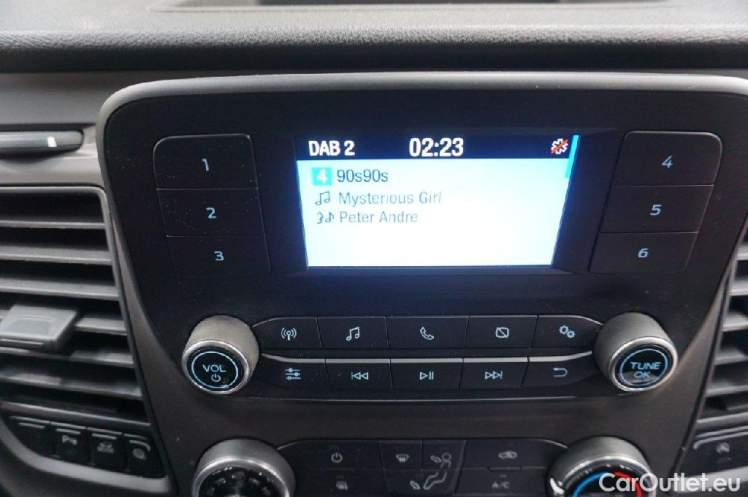 DAB 2 02:23
4 90s90s
Mysterious Girl
Peter Andre
1
2
3
4
5
6
VOL
TUNE
OK
A/C
CarOutlet.eu